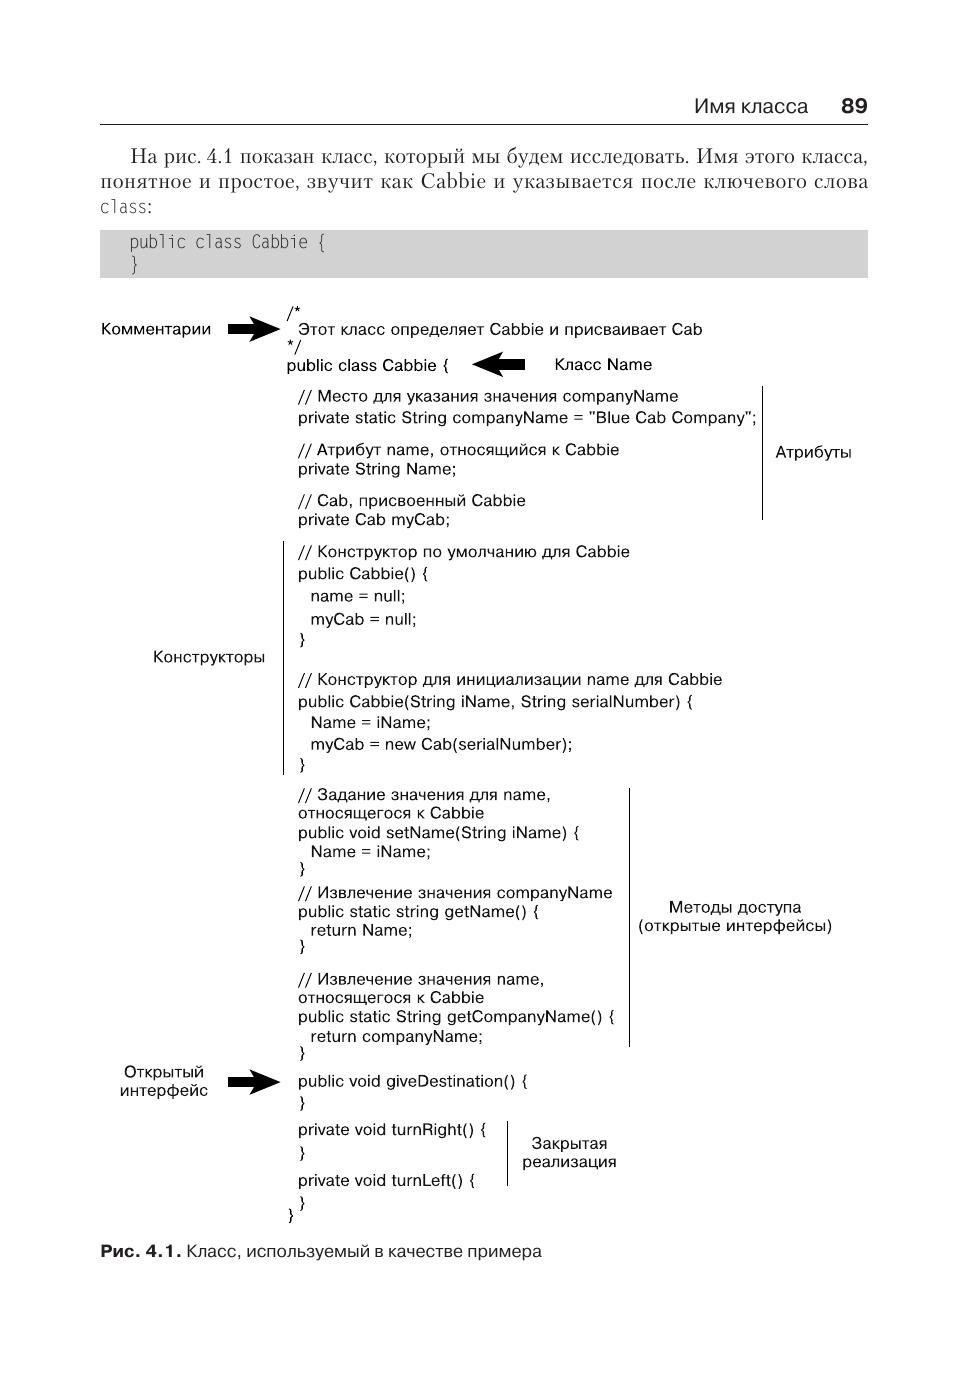 Имя класса 89
На рис. 4.1 показан класс, который мы будем исследовать. Имя этого класса,
понятное и простое, звучит как Cabbie и указывается после ключевого слова
class:
public class Cabbie {
}
/*
Комментарии
Этот класс определяет Cabbie и присваивает Cab
*/
public class Cabbie {
Класс Name
// Место для указания значения companyName
private static String companyName = "Blue Cab Company";
// Атрибут name, относящийся к Cabbie
private String Name;
Атрибуты
// Cab, присвоенный Cabbie
private Cab myCab;
// Конструктор по умолчанию для Cabbie
public Cabbie() {
name = null;
myCab = null;
}
Конструкторы
// Конструктор для инициализации name для Cabbie
public Cabbie(String iName, String serialNumber) {
Name = iName;
myCab = new Cab(serialNumber);
}
// Задание значения для name,
относящегося к Cabbie
public void setName(String iName) {
Name = iName;
}
// Извлечение значения companyName
public static string getName() {
return Name;
}
Методы доступа
(открытые интерфейсы)
// Извлечение значения name,
относящегося к Cabbie
public static String getCompanyName() {
return companyName;
}
Открытый
интерфейс
public void giveDestination() {
}
private void turnRight() {
}
Закрытая
реализация
private void turnLeft() {
}
}
Рис. 4.1. Класс, используемый в качестве примера